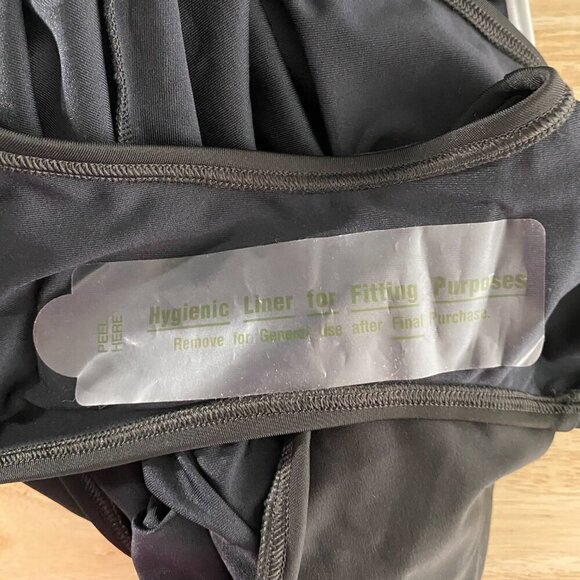 PEEL
HERE
Hygienic Liner for Fitting Purposes
Remove for General Use after Final Purchase.